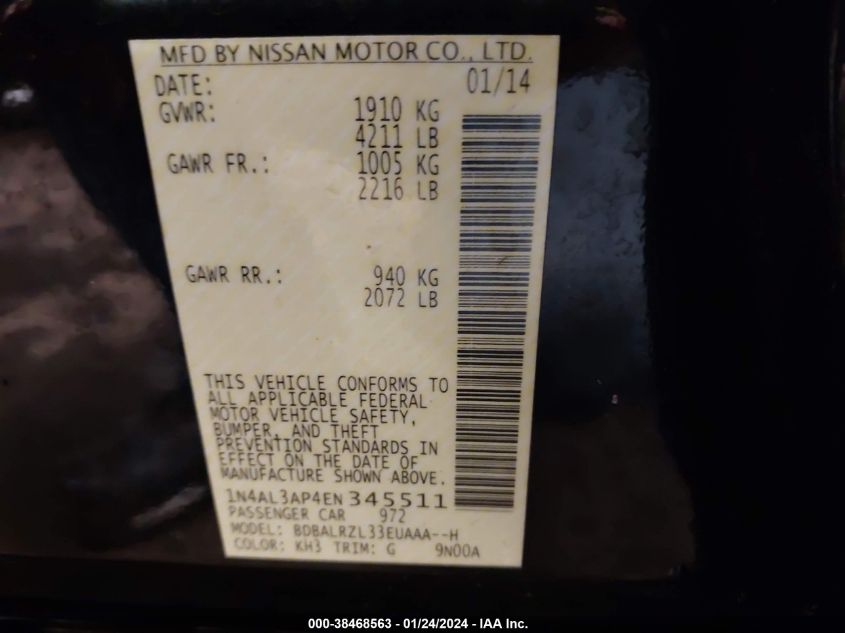 MFD BY NISSAN MOTOR CO., LTD.
DATE: 01/14
GVWR: 1910 KG
4211 LB
GAWR FR.: 1005 KG
2216 LB
GAWR RR.: 940 KG
2072 LB
THIS VEHICLE CONFORMS TO
ALL APPLICABLE FEDERAL
MOTOR VEHICLE SAFETY,
BUMPER, AND THEFT
PREVENTION STANDARDS IN
EFFECT ON THE DATE OF
MANUFACTURE SHOWN ABOVE.
1N4AL3AP4EN 345511
PASSENGER CAR 972
MODEL: BDBALRZL33EUAAA--H
COLOR: KH3 TRIM: G 9N00A
000-38468563 — 01/24/2024 — IAA Inc.